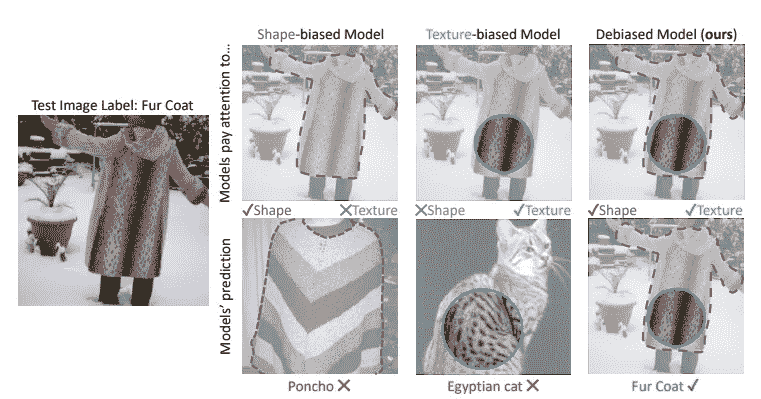 Shape-biased Model
Texture-biased Model
Debiased Model (ours)
Test Image Label: Fur Coat
Models pay attention to...
✓Shape ✕Texture
✕Shape ✓Texture
✓Shape ✓Texture
Models' prediction
Poncho ✕
Egyptian cat ✕
Fur Coat ✓